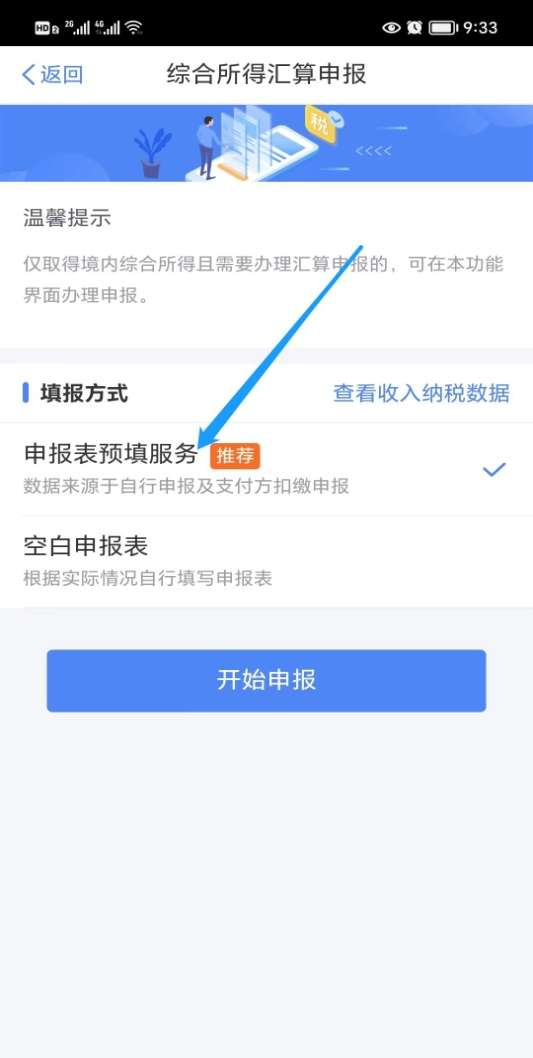 HD 2 2G 4G 9:33
返回 综合所得汇算申报
税
温馨提示
仅取得境内综合所得且需要办理汇算申报的，可在本功能
界面办理申报。
填报方式 查看收入纳税数据
申报表预填服务 推荐
数据来源于自行申报及支付方扣缴申报
空白申报表
根据实际情况自行填写申报表
开始申报